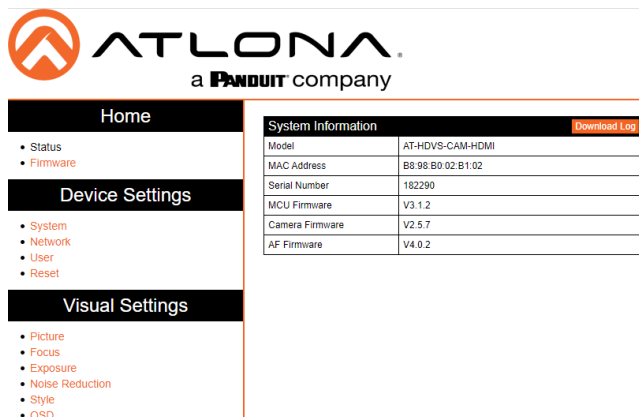 ATLONA.
a PANDUIT company
Home
Status
Firmware
Device Settings
System
Network
User
Reset
Visual Settings
Picture
Focus
Exposure
Noise Reduction
Style
OSD
System Information Download Log
Model AT-HDVS-CAM-HDMI
MAC Address B8:98:B0:02:B1:02
Serial Number 182290
MCU Firmware V3.1.2
Camera Firmware V2.5.7
AF Firmware V4.0.2